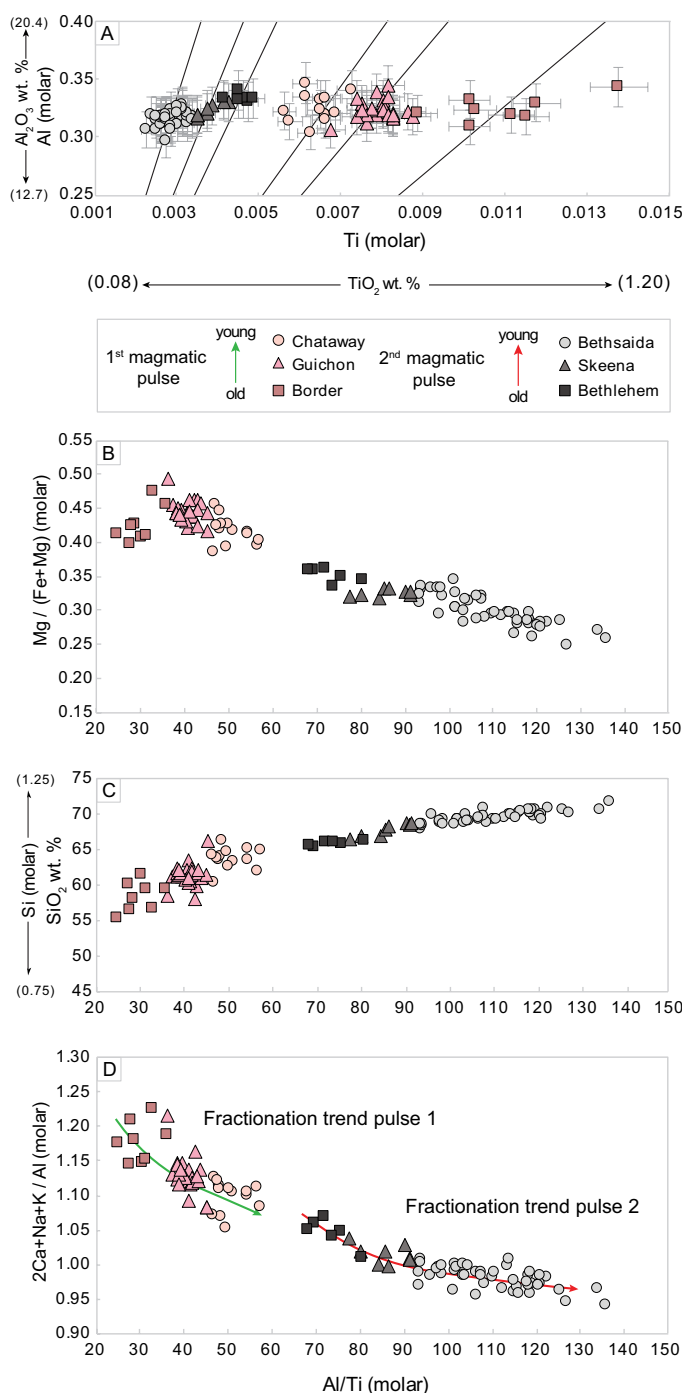 A
(20.4)
Al2O3 wt. %
Al (molar)
(12.7)
0.40
0.35
0.30
0.25
0.001 0.003 0.005 0.007 0.009 0.011 0.013 0.015
Ti (molar)
(0.08) TiO2 wt. % (1.20)
1st magmatic pulse
young
old
Chataway
Guichon
Border
2nd magmatic pulse
young
old
Bethsaida
Skeena
Bethlehem
B
Mg / (Fe+Mg) (molar)
0.55
0.50
0.45
0.40
0.35
0.30
0.25
0.20
0.15
20 30 40 50 60 70 80 90 100 110 120 130 140 150
C
(1.25)
Si (molar)
SiO2 wt. %
(0.75)
75
70
65
60
55
50
45
20 30 40 50 60 70 80 90 100 110 120 130 140 150
D
2Ca+Na+K / Al (molar)
1.30
1.25
1.20
1.15
1.10
1.05
1.00
0.95
0.90
Fractionation trend pulse 1
Fractionation trend pulse 2
20 30 40 50 60 70 80 90 100 110 120 130 140 150
Al/Ti (molar)